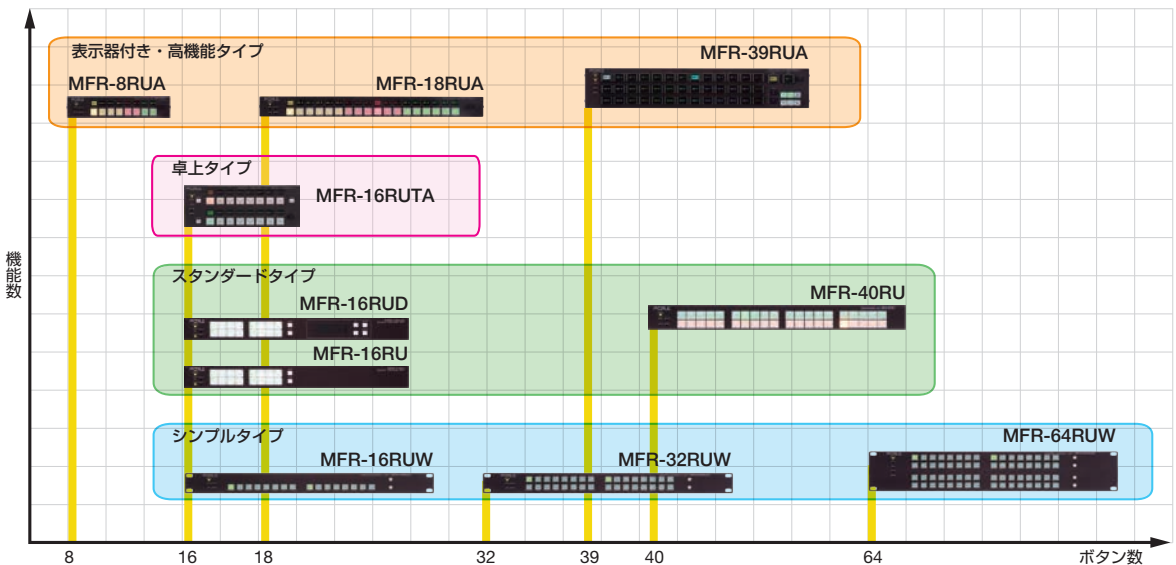 表示器付き・高機能タイプ
MFR-8RUA
MFR-18RUA
MFR-39RUA
卓上タイプ
MFR-16RUTA
スタンダードタイプ
MFR-16RUD
MFR-40RU
MFR-16RU
シンプルタイプ
MFR-16RUW
MFR-32RUW
MFR-64RUW
機能数
8 16 18 32 39 40 64 ボタン数